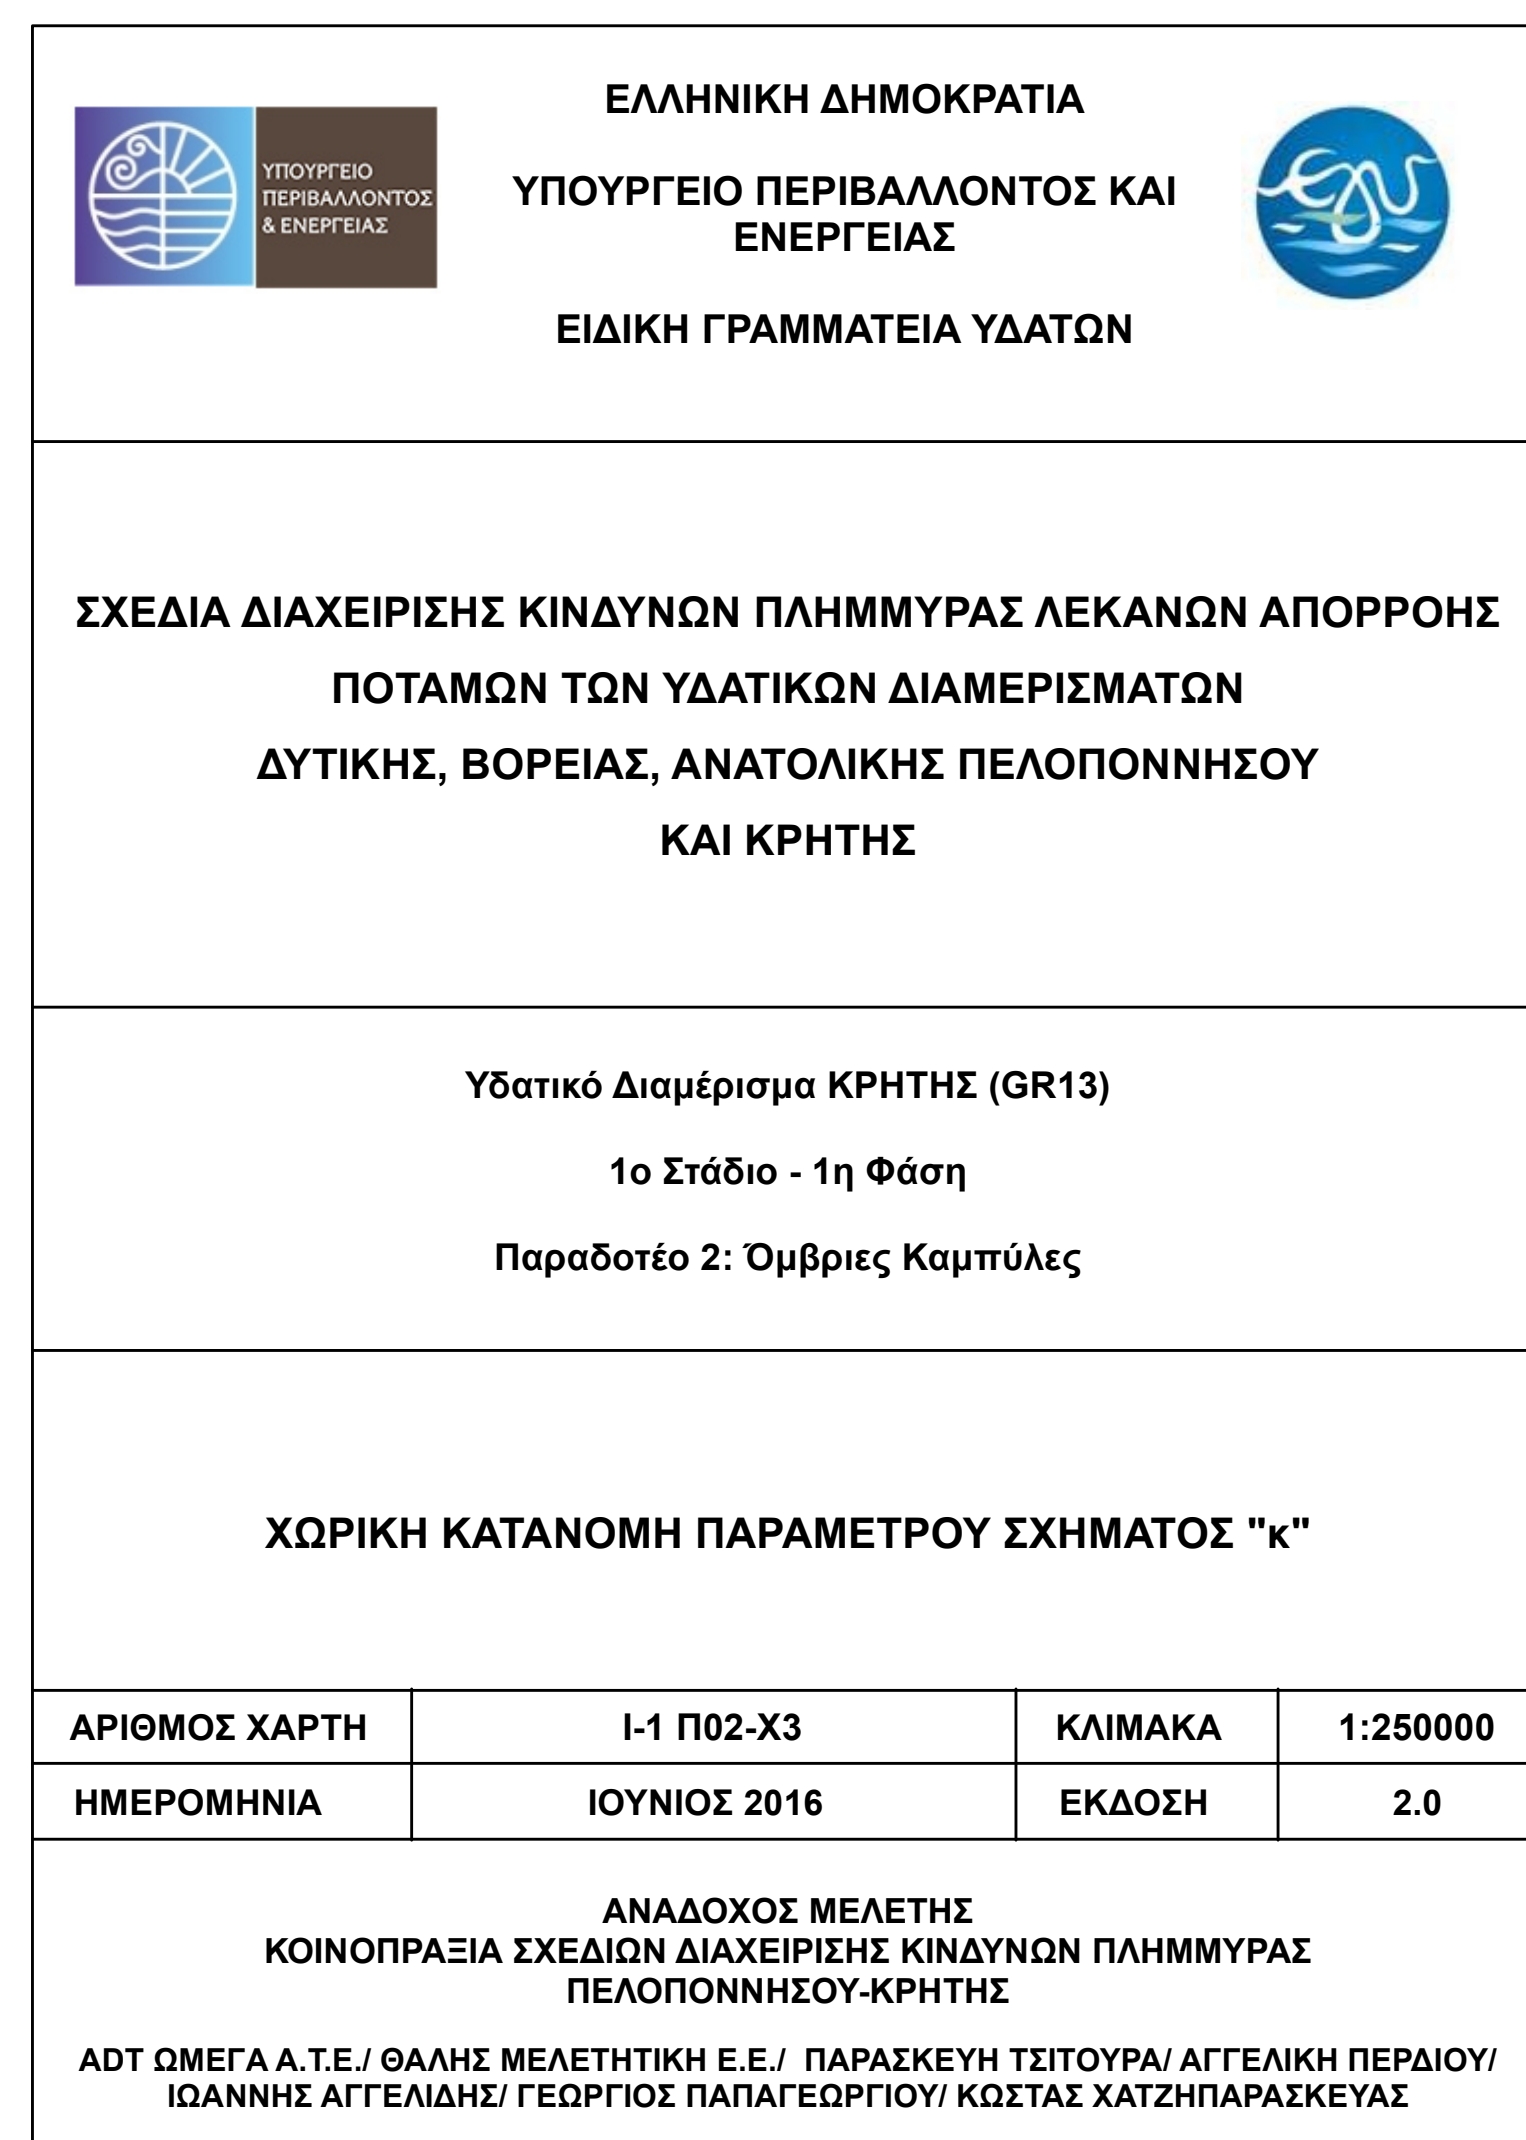 ΥΠΟΥΡΓΕΙΟ
ΠΕΡΙΒΑΛΛΟΝΤΟΣ
& ΕΝΕΡΓΕΙΑΣ
ΕΛΛΗΝΙΚΗ ΔΗΜΟΚΡΑΤΙΑ
ΥΠΟΥΡΓΕΙΟ ΠΕΡΙΒΑΛΛΟΝΤΟΣ ΚΑΙ
ΕΝΕΡΓΕΙΑΣ
ΕΙΔΙΚΗ ΓΡΑΜΜΑΤΕΙΑ ΥΔΑΤΩΝ
ΣΧΕΔΙΑ ΔΙΑΧΕΙΡΙΣΗΣ ΚΙΝΔΥΝΩΝ ΠΛΗΜΜΥΡΑΣ ΛΕΚΑΝΩΝ ΑΠΟΡΡΟΗΣ
ΠΟΤΑΜΩΝ ΤΩΝ ΥΔΑΤΙΚΩΝ ΔΙΑΜΕΡΙΣΜΑΤΩΝ
ΔΥΤΙΚΗΣ, ΒΟΡΕΙΑΣ, ΑΝΑΤΟΛΙΚΗΣ ΠΕΛΟΠΟΝΝΗΣΟΥ
ΚΑΙ ΚΡΗΤΗΣ
Υδατικό Διαμέρισμα ΚΡΗΤΗΣ (GR13)
1ο Στάδιο - 1η Φάση
Παραδοτέο 2: Όμβριες Καμπύλες
ΧΩΡΙΚΗ ΚΑΤΑΝΟΜΗ ΠΑΡΑΜΕΤΡΟΥ ΣΧΗΜΑΤΟΣ "κ"
ΑΡΙΘΜΟΣ ΧΑΡΤΗ Ι-1 Π02-Χ3 ΚΛΙΜΑΚΑ 1:250000
ΗΜΕΡΟΜΗΝΙΑ ΙΟΥΝΙΟΣ 2016 ΕΚΔΟΣΗ 2.0
ΑΝΑΔΟΧΟΣ ΜΕΛΕΤΗΣ
ΚΟΙΝΟΠΡΑΞΙΑ ΣΧΕΔΙΩΝ ΔΙΑΧΕΙΡΙΣΗΣ ΚΙΝΔΥΝΩΝ ΠΛΗΜΜΥΡΑΣ
ΠΕΛΟΠΟΝΝΗΣΟΥ-ΚΡΗΤΗΣ
ADT ΩΜΕΓΑ Α.Τ.Ε./ ΘΑΛΗΣ ΜΕΛΕΤΗΤΙΚΗ Ε.Ε./ ΠΑΡΑΣΚΕΥΗ ΤΣΙΤΟΥΡΑ/ ΑΓΓΕΛΙΚΗ ΠΕΡΔΙΟΥ/
ΙΩΑΝΝΗΣ ΑΓΓΕΛΙΔΗΣ/ ΓΕΩΡΓΙΟΣ ΠΑΠΑΓΕΩΡΓΙΟΥ/ ΚΩΣΤΑΣ ΧΑΤΖΗΠΑΡΑΣΚΕΥΑΣ